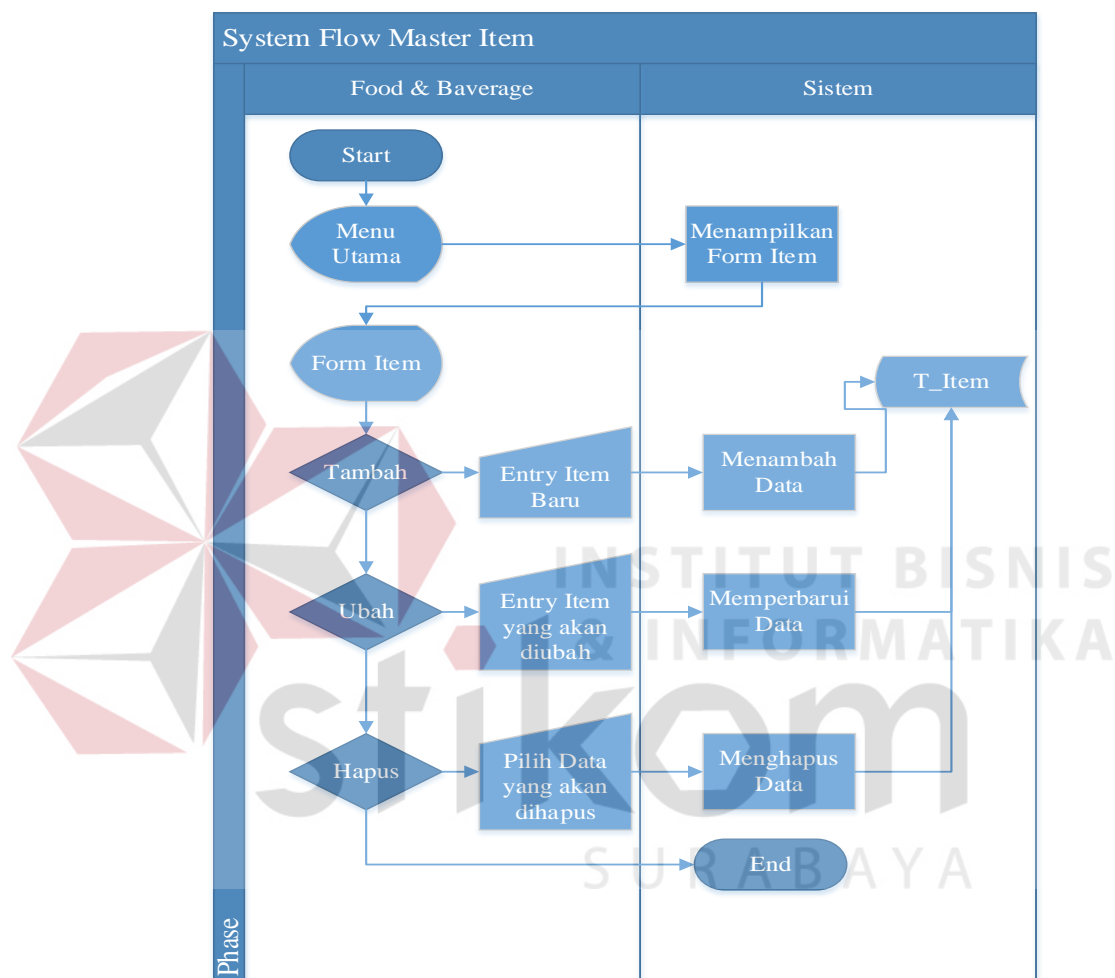 System Flow Master Item
Food & Baverage
Sistem
Start
Menu
Utama
Menampilkan
Form Item
Form Item
T_Item
Tambah
Entry Item
Baru
Menambah
Data
INSTITUT BISNIS
& INFORMATIKA
Ubah
Entry Item
yang akan
diubah
Memperbarui
Data
stikom
Hapus
Pilih Data
yang akan
dihapus
Menghapus
Data
End
SURABAYA
Phase